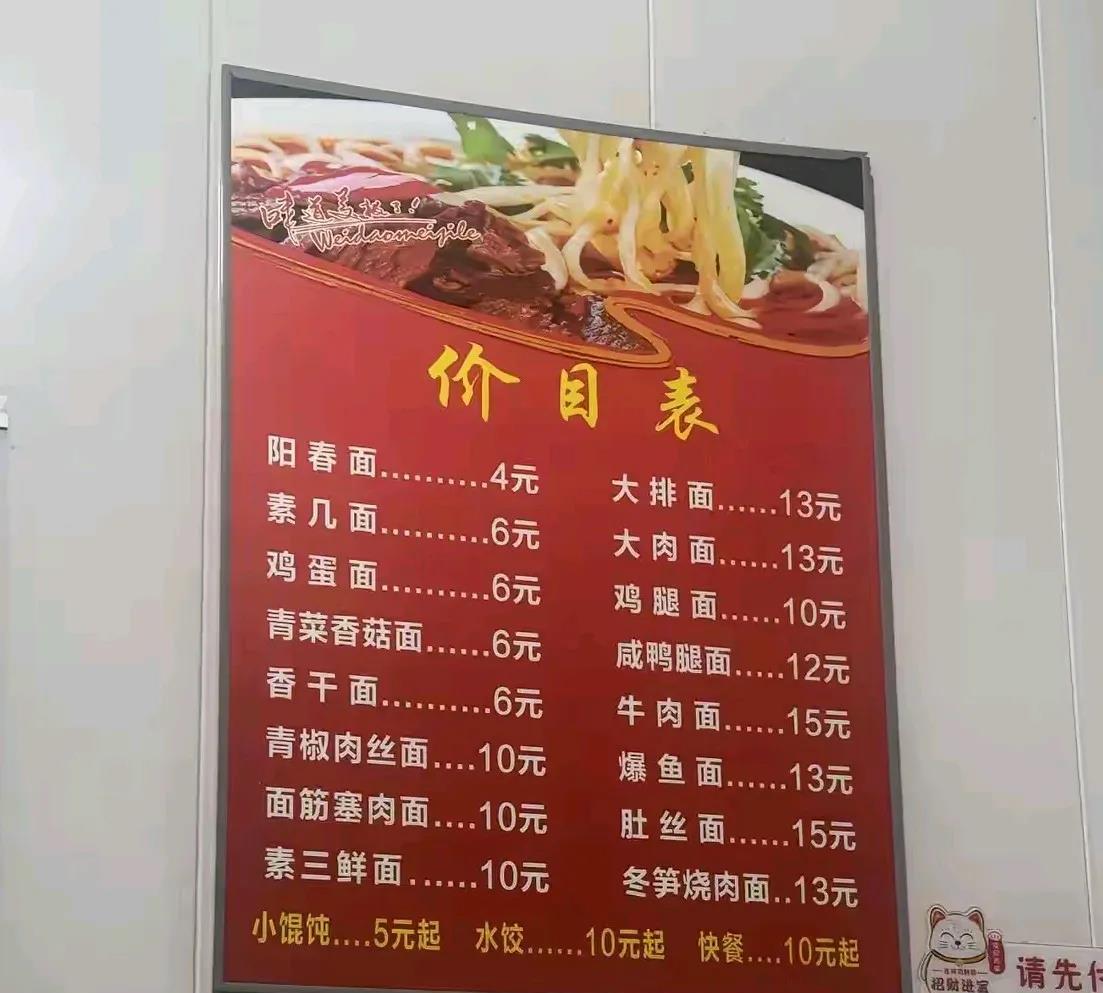 味道美极了!
Weidaomeijile
价目表
阳春面..........4元
素几面..........6元
鸡蛋面..........6元
青菜香菇面......6元
香干面..........6元
青椒肉丝面....10元
面筋塞肉面....10元
素三鲜面.......10元
大排面......13元
大肉面......13元
鸡腿面......10元
咸鸭腿面.....12元
牛肉面......15元
爆鱼面......13元
肚丝面......15元
冬笋烧肉面..13元
小馄饨....5元起 水饺......10元起 快餐....10元起
招财进宝
请先付